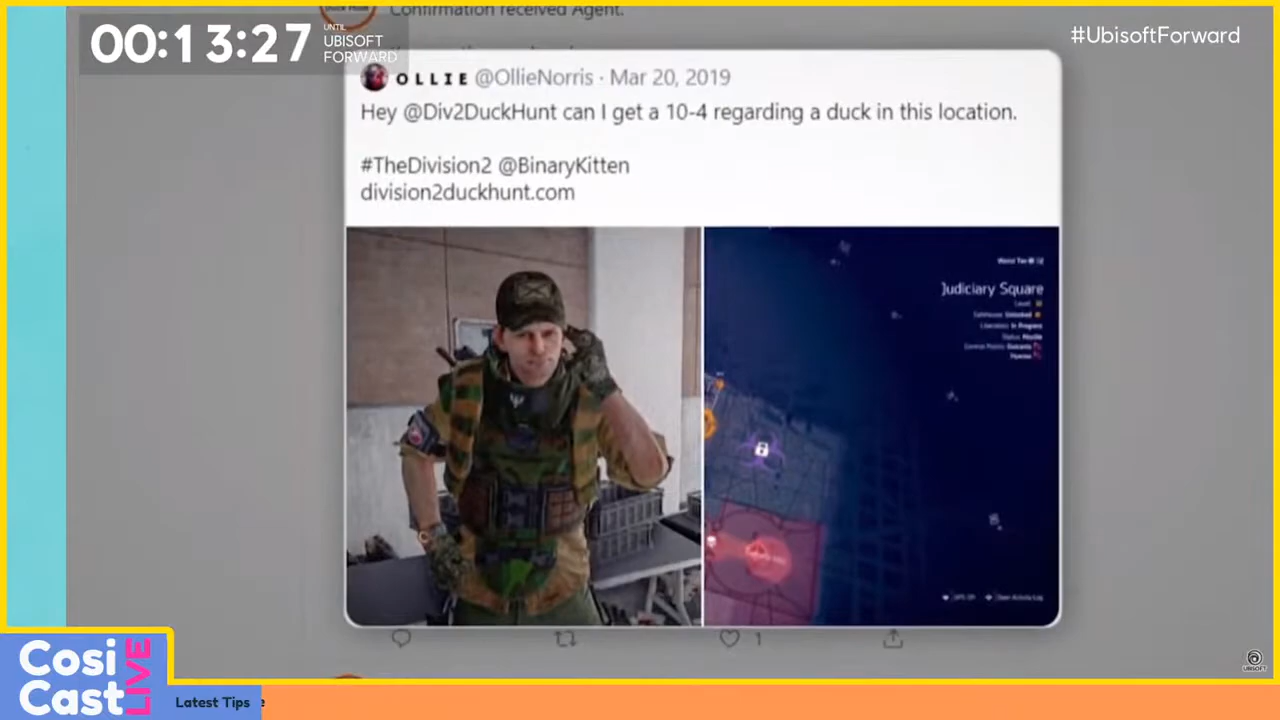 Confirmation received Agent.
00:13:27
UNTIL
UBISOFT
FORWARD
#UbisoftForward
OLLIE @OllieNorris · Mar 20, 2019
Hey @Div2DuckHunt can I get a 10-4 regarding a duck in this location.
#TheDivision2 @BinaryKitten
division2duckhunt.com
Judiciary Square
1
UBISOFT
Cosi
Cast
LIVE
Latest Tips